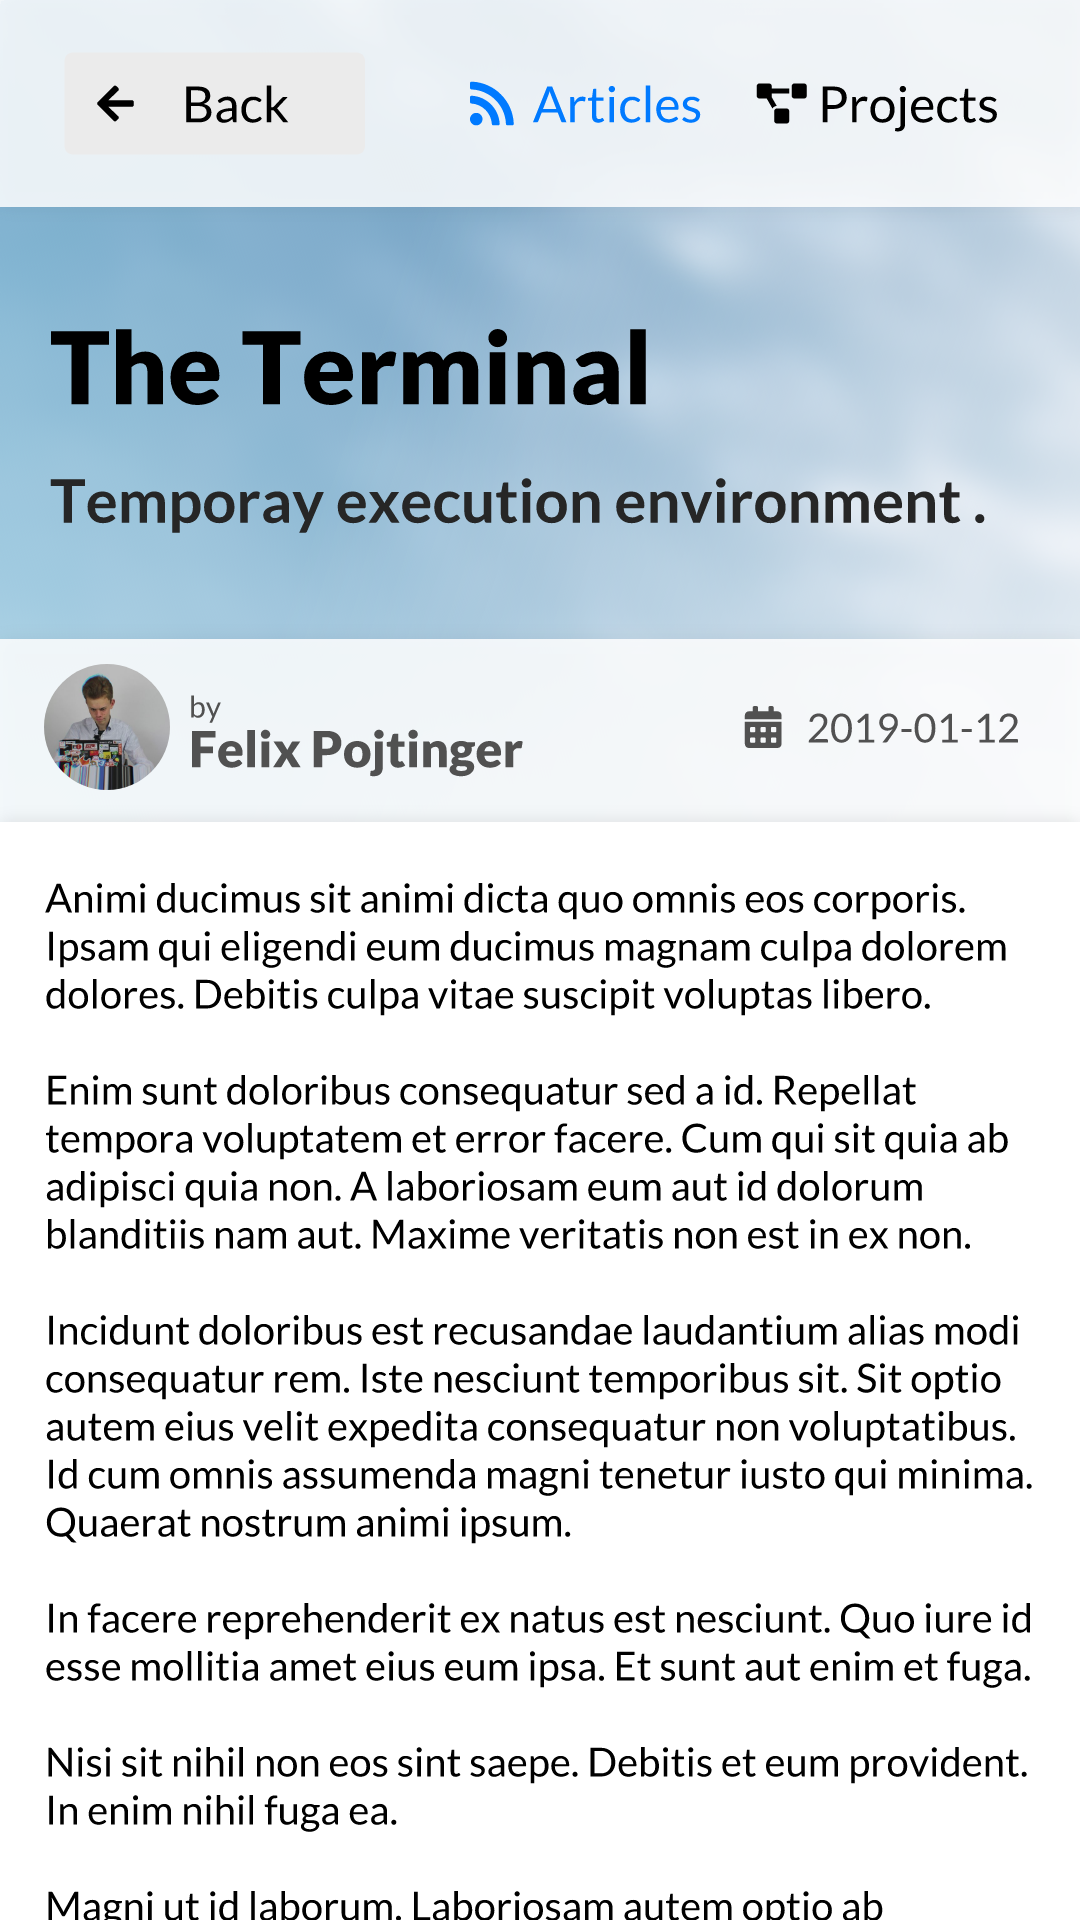 Back Articles Projects
The Terminal
Temporay execution environment .
by
Felix Pojtinger 2019-01-12
Animi ducimus sit animi dicta quo omnis eos corporis.
Ipsam qui eligendi eum ducimus magnam culpa dolorem
dolores. Debitis culpa vitae suscipit voluptas libero.
Enim sunt doloribus consequatur sed a id. Repellat
tempora voluptatem et error facere. Cum qui sit quia ab
adipisci quia non. A laboriosam eum aut id dolorum
blanditiis nam aut. Maxime veritatis non est in ex non.
Incidunt doloribus est recusandae laudantium alias modi
consequatur rem. Iste nesciunt temporibus sit. Sit optio
autem eius velit expedita consequatur non voluptatibus.
Id cum omnis assumenda magni tenetur iusto qui minima.
Quaerat nostrum animi ipsum.
In facere reprehenderit ex natus est nesciunt. Quo iure id
esse mollitia amet eius eum ipsa. Et sunt aut enim et fuga.
Nisi sit nihil non eos sint saepe. Debitis et eum provident.
In enim nihil fuga ea.
Magni ut id laborum. Laboriosam autem optio ab